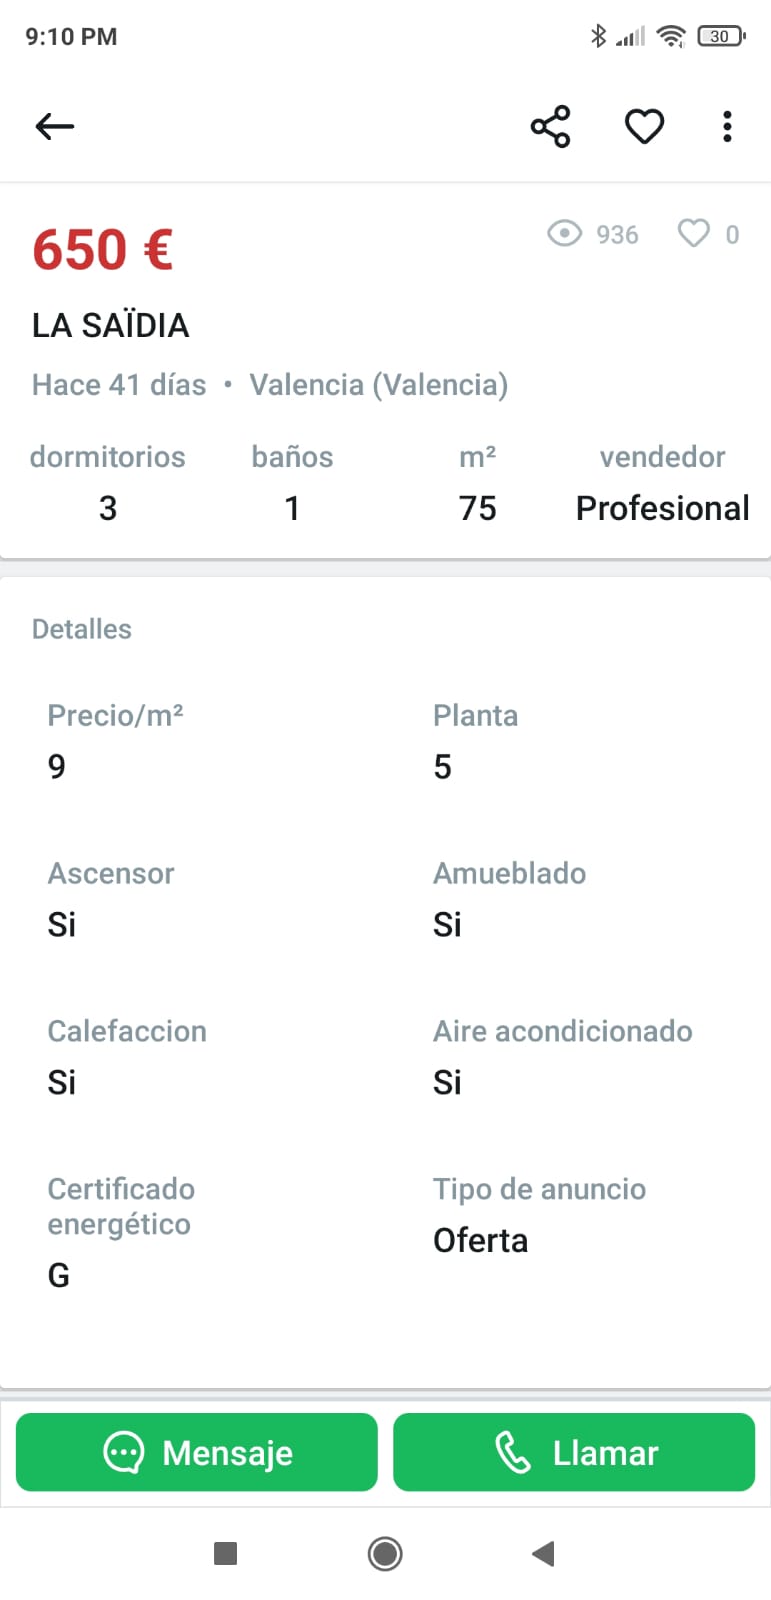 9:10 PM
30
650 €
936
0
LA SAÏDIA
Hace 41 días • Valencia (Valencia)
dormitorios baños m² vendedor
3 1 75 Profesional
Detalles
Precio/m² Planta
9 5
Ascensor Amueblado
Si Si
Calefaccion Aire acondicionado
Si Si
Certificado
energético
G
Tipo de anuncio
Oferta
Mensaje Llamar